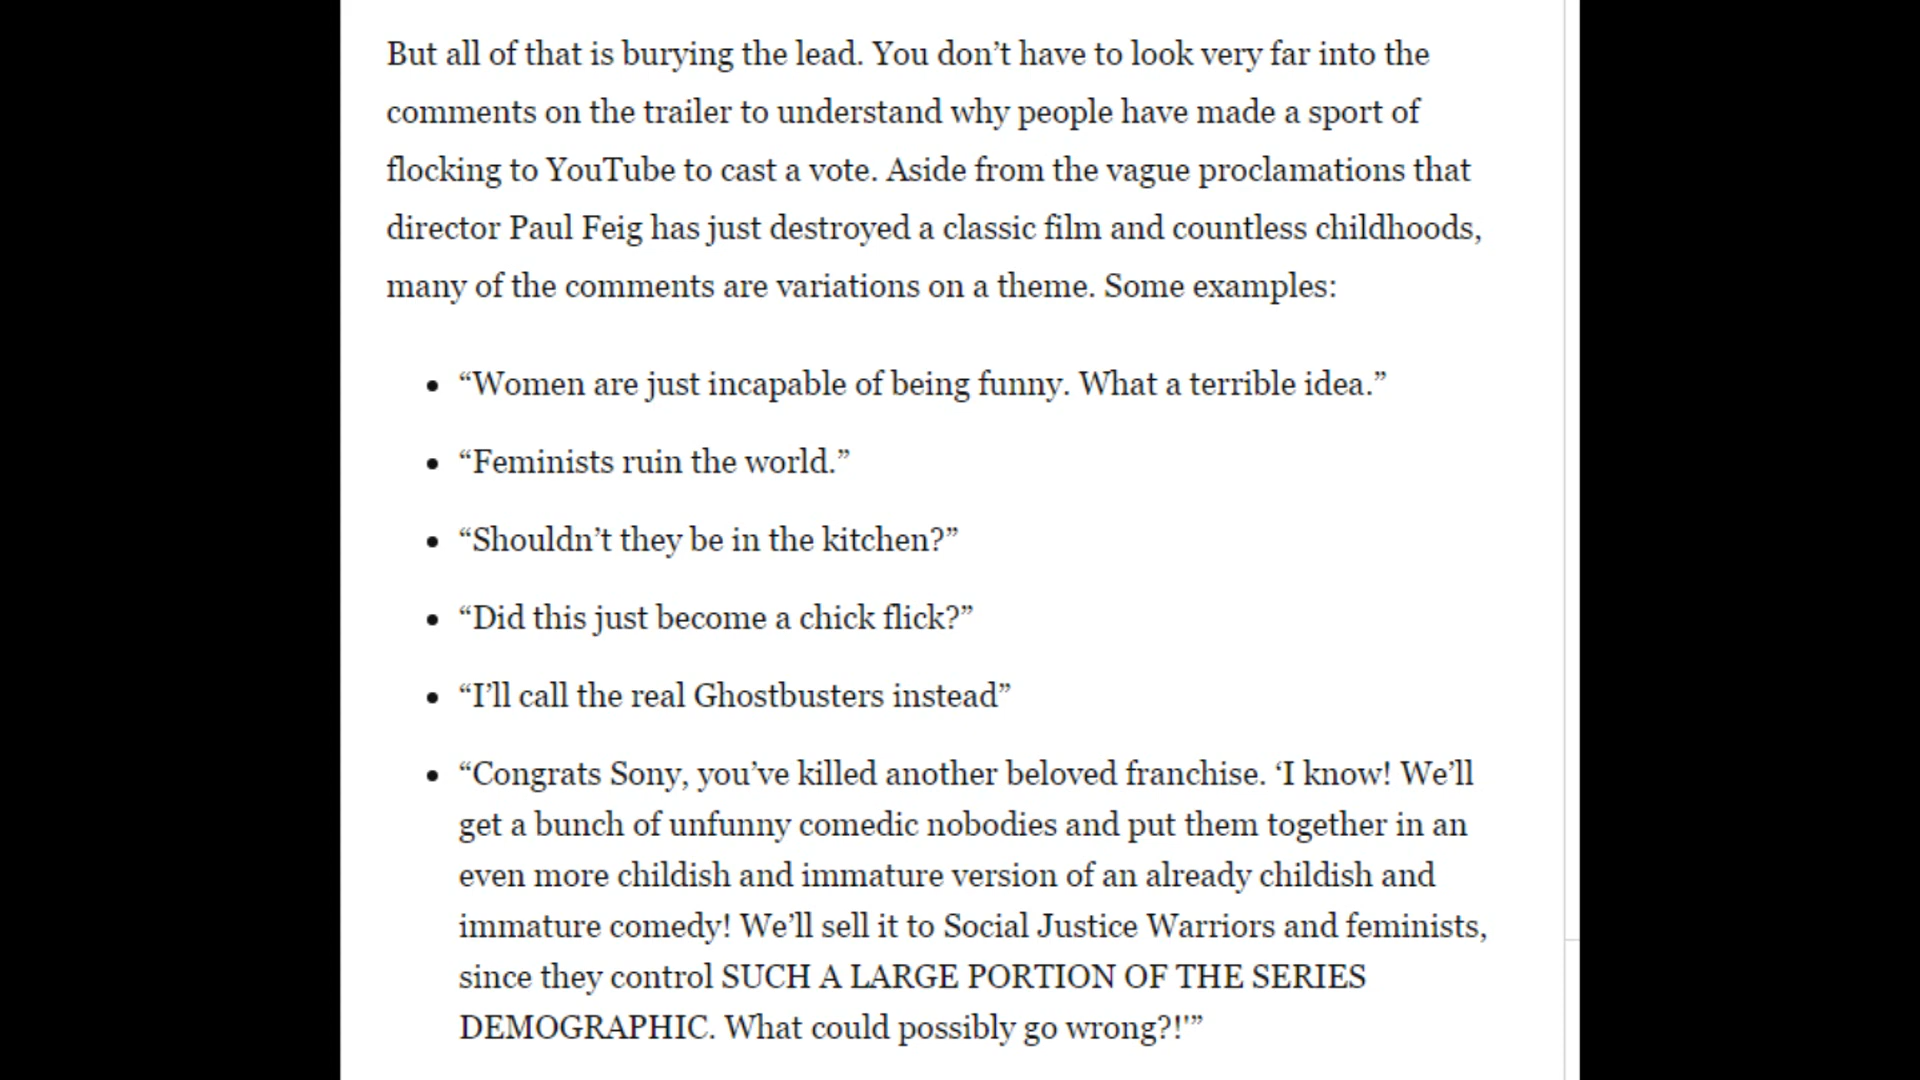 But all of that is burying the lead. You don’t have to look very far into the
comments on the trailer to understand why people have made a sport of
flocking to YouTube to cast a vote. Aside from the vague proclamations that
director Paul Feig has just destroyed a classic film and countless childhoods,
many of the comments are variations on a theme. Some examples:
• “Women are just incapable of being funny. What a terrible idea.”
• “Feminists ruin the world.”
• “Shouldn’t they be in the kitchen?”
• “Did this just become a chick flick?”
• “I’ll call the real Ghostbusters instead”
• “Congrats Sony, you’ve killed another beloved franchise. ‘I know! We’ll
get a bunch of unfunny comedic nobodies and put them together in an
even more childish and immature version of an already childish and
immature comedy! We’ll sell it to Social Justice Warriors and feminists,
since they control SUCH A LARGE PORTION OF THE SERIES
DEMOGRAPHIC. What could possibly go wrong?!'”